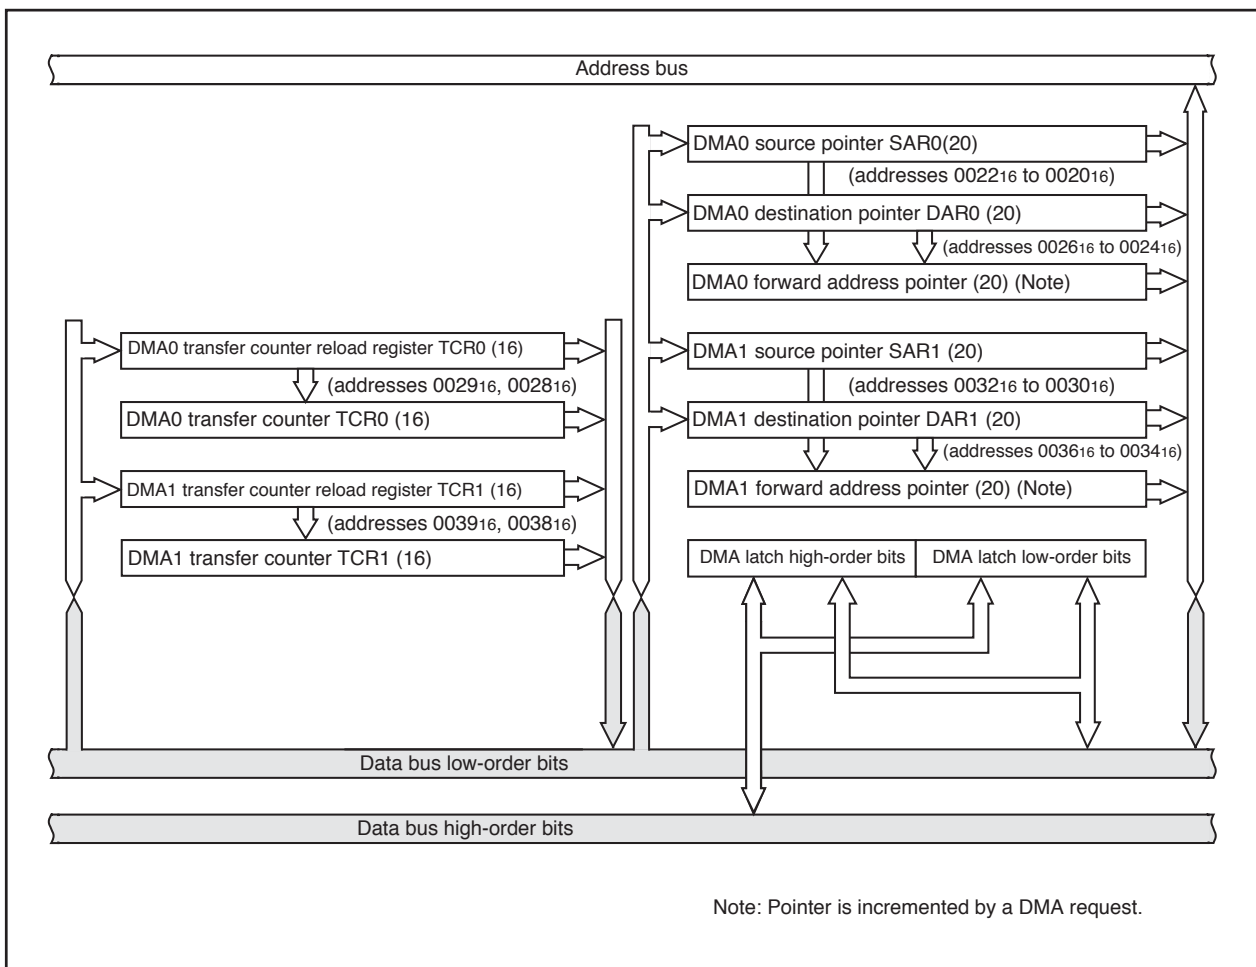 Address bus
DMA0 source pointer SAR0(20)
(addresses 002216 to 002016)
DMA0 destination pointer DAR0 (20)
(addresses 002616 to 002416)
DMA0 forward address pointer (20) (Note)
DMA0 transfer counter reload register TCR0 (16)
(addresses 002916, 002816)
DMA0 transfer counter TCR0 (16)
DMA1 transfer counter reload register TCR1 (16)
(addresses 003916, 003816)
DMA1 transfer counter TCR1 (16)
DMA1 source pointer SAR1 (20)
(addresses 003216 to 003016)
DMA1 destination pointer DAR1 (20)
(addresses 003616 to 003416)
DMA1 forward address pointer (20) (Note)
DMA latch high-order bits
DMA latch low-order bits
Data bus low-order bits
Data bus high-order bits
Note: Pointer is incremented by a DMA request.